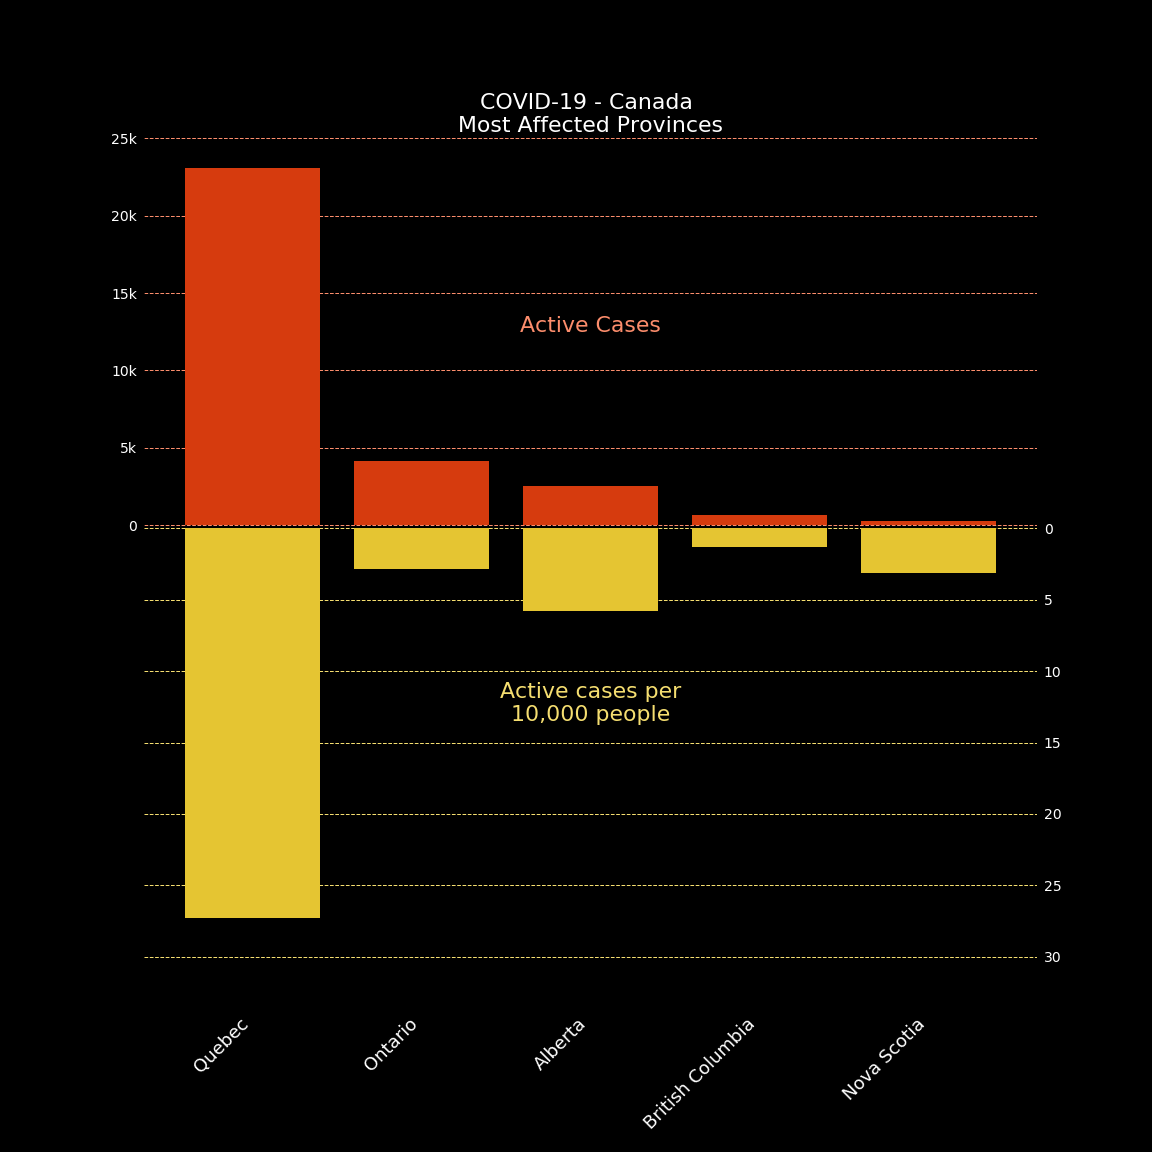 COVID-19 - Canada
Most Affected Provinces
25k
20k
15k
Active Cases
10k
5k
0
0
5
10
Active cases per
10,000 people
15
20
25
30
Quebec
Ontario
Alberta
British Columbia
Nova Scotia